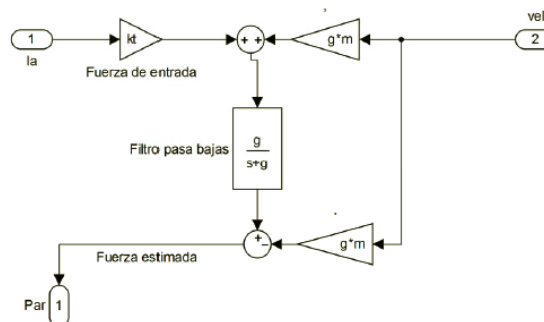 vel
1
kt
+ +
g*m
2
Ia
Fuerza de entrada
Filtro pasa bajas
g
s+g
+
−
g*m
Fuerza estimada
Par 1